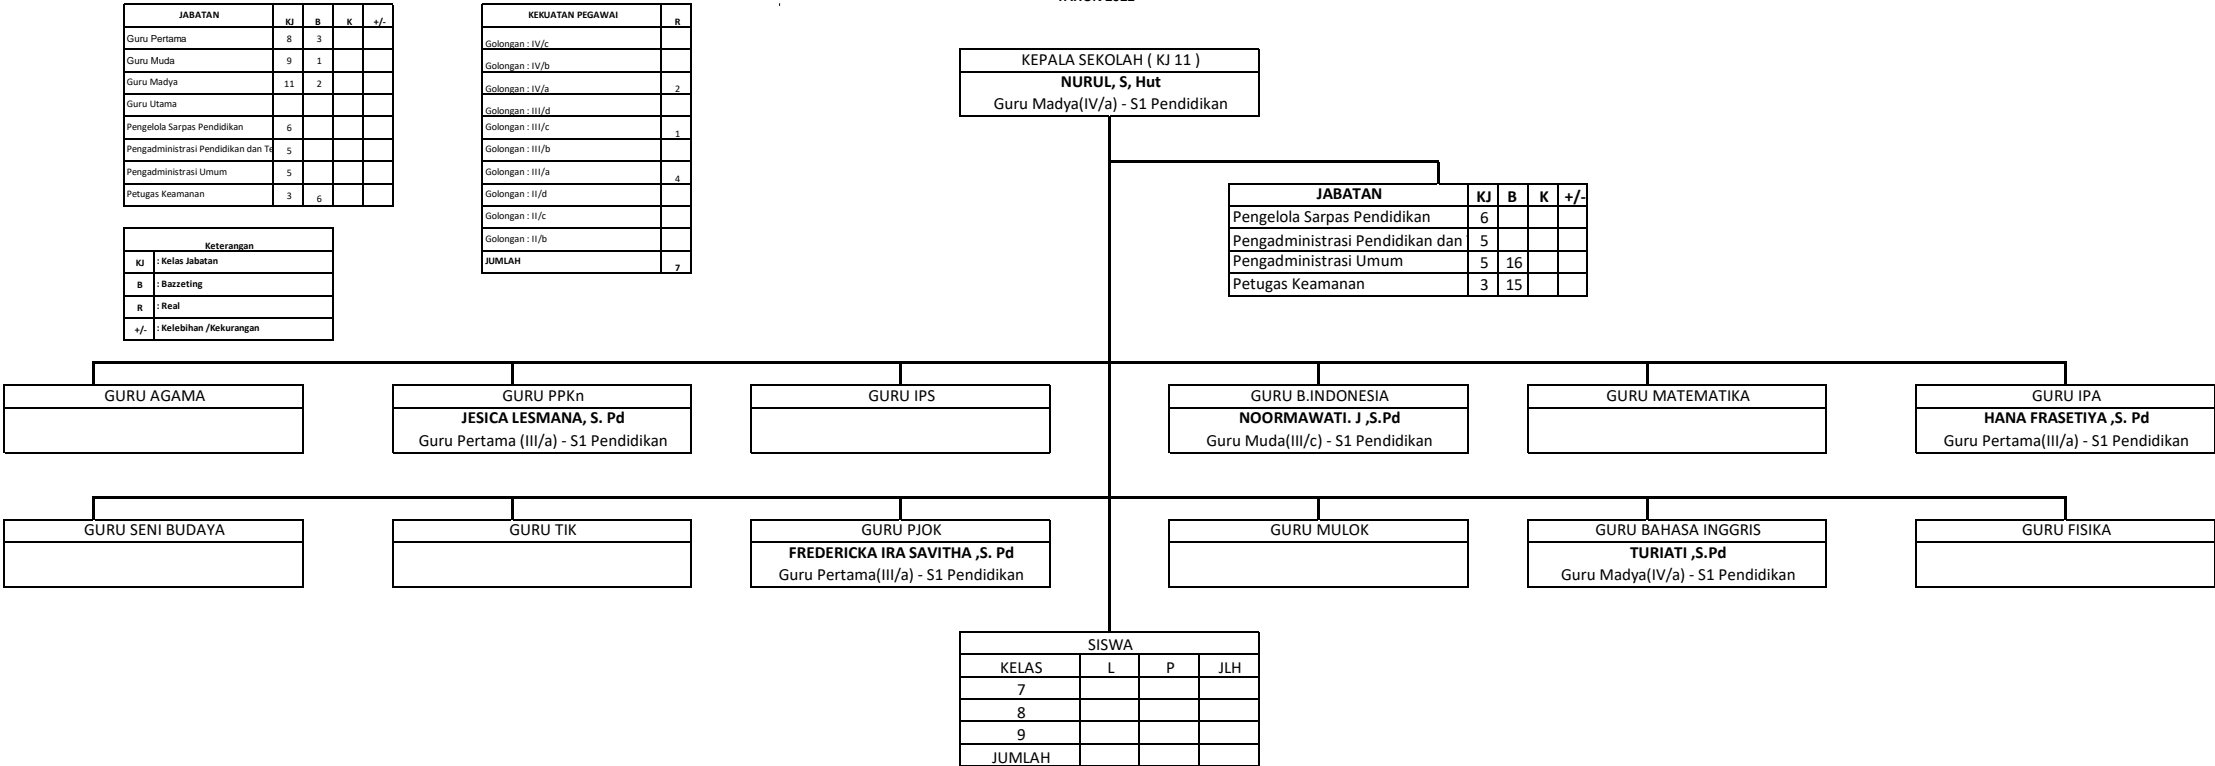 JABATAN KJ B K +/-
Guru Pertama 8 3
Guru Muda 9 1
Guru Madya 11 2
Guru Utama
Pengelola Sarpas Pendidikan 6
Pengadministrasi Pendidikan dan Te 5
Pengadministrasi Umum 5
Petugas Keamanan 3 6
Keterangan
KJ : Kelas Jabatan
B : Bazzeting
R : Real
+/- : Kelebihan /Kekurangan
KEKUATAN PEGAWAI R
Golongan : IV/c
Golongan : IV/b
Golongan : IV/a 2
Golongan : III/d
Golongan : III/c 1
Golongan : III/b
Golongan : III/a 4
Golongan : II/d
Golongan : II/c
Golongan : II/b
JUMLAH 7
KEPALA SEKOLAH ( KJ 11 )
NURUL, S, Hut
Guru Madya(IV/a) - S1 Pendidikan
JABATAN KJ B K +/-
Pengelola Sarpas Pendidikan 6
Pengadministrasi Pendidikan dan 5
Pengadministrasi Umum 5 16
Petugas Keamanan 3 15
GURU AGAMA
GURU PPKn
JESICA LESMANA, S. Pd
Guru Pertama (III/a) - S1 Pendidikan
GURU IPS
GURU B.INDONESIA
NOORMAWATI. J ,S.Pd
Guru Muda(III/c) - S1 Pendidikan
GURU MATEMATIKA
GURU IPA
HANA FRASETIYA ,S. Pd
Guru Pertama(III/a) - S1 Pendidikan
GURU SENI BUDAYA
GURU TIK
GURU PJOK
FREDERICKA IRA SAVITHA ,S. Pd
Guru Pertama(III/a) - S1 Pendidikan
GURU MULOK
GURU BAHASA INGGRIS
TURIATI ,S.Pd
Guru Madya(IV/a) - S1 Pendidikan
GURU FISIKA
SISWA
KELAS L P JLH
7
8
9
JUMLAH